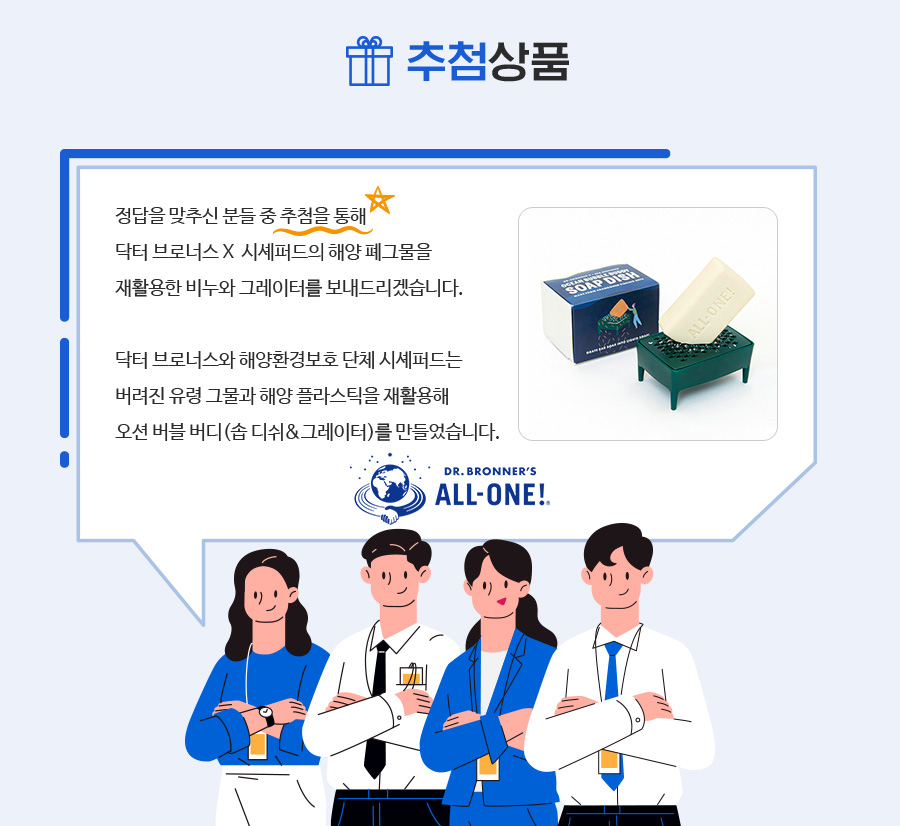 추첨상품
정답을 맞추신 분들 중 추첨을 통해
닥터 브로너스 X 시셰퍼드의 해양 폐그물을
재활용한 비누와 그레이터를 보내드리겠습니다.
닥터 브로너스와 해양환경보호 단체 시셰퍼드는
버려진 유령 그물과 해양 플라스틱을 재활용해
오션 버블 버디(솝 디쉬&그레이터)를 만들었습니다.
OCEAN BUBBLE BUDDY
SOAP DISH
ALL-ONE!
DR. BRONNER'S
ALL-ONE!®